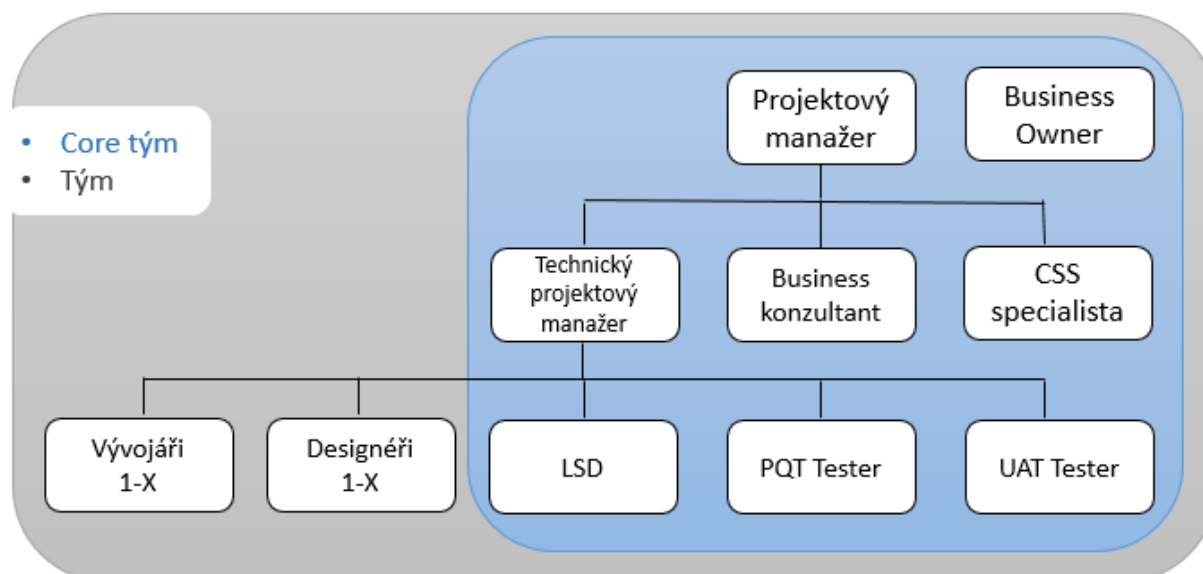 • Core tým
• Tým
Projektový
manažer
Business
Owner
Technický
projektový
manažer
Business
konzultant
CSS
specialista
Vývojáři
1-X
Designéři
1-X
LSD
PQT Tester
UAT Tester